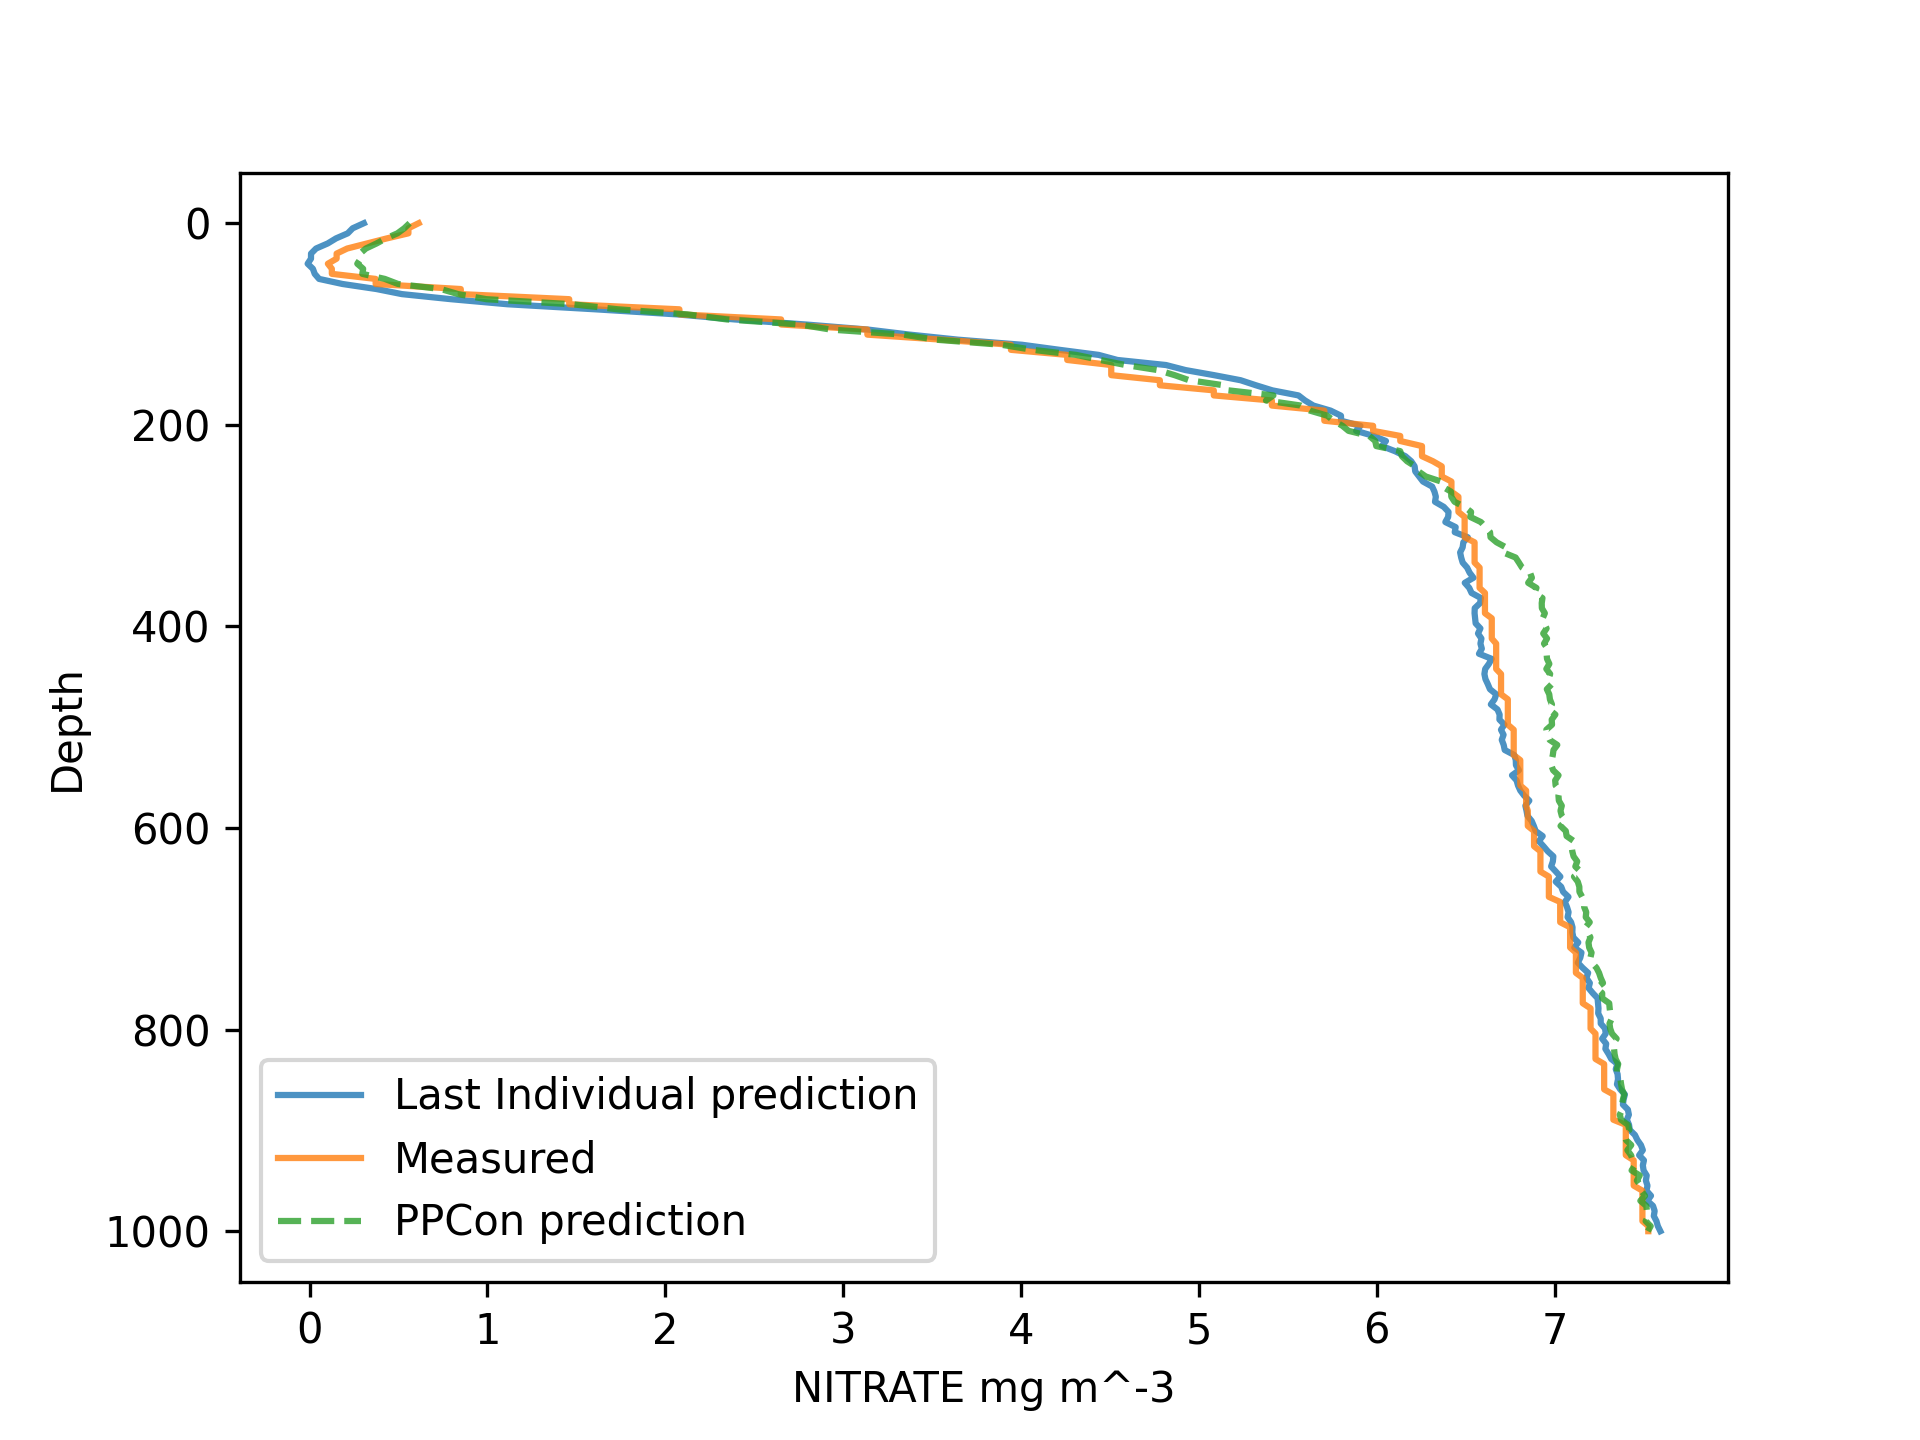 0
200
400
600
800
1000
Depth
Last Individual prediction
Measured
PPCon prediction
0 1 2 3 4 5 6 7
NITRATE mg m^-3